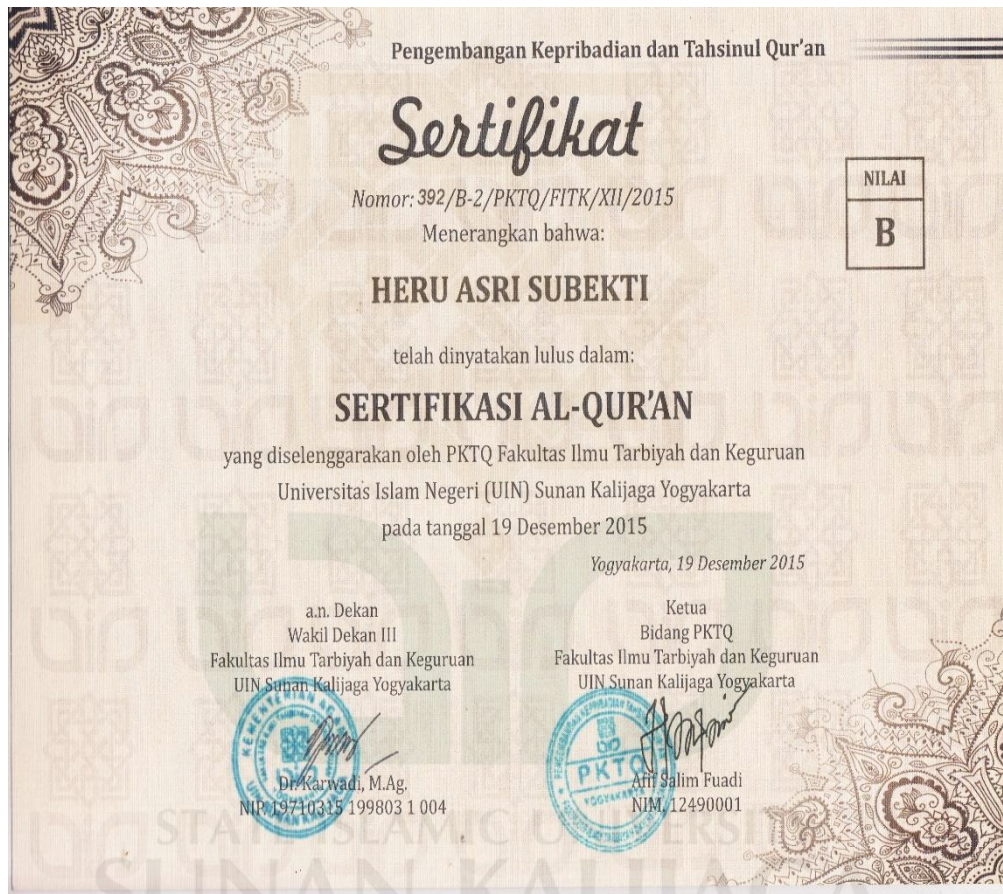 Pengembangan Kepribadian dan Tahsinul Qur'an
Sertifikat
Nomor: 392/B-2/PKTQ/FITK/XII/2015
Menerangkan bahwa:
NILAI
B
HERU ASRI SUBEKTI
telah dinyatakan lulus dalam:
SERTIFIKASI AL-QUR'AN
yang diselenggarakan oleh PKTQ Fakultas Ilmu Tarbiyah dan Keguruan
Universitas Islam Negeri (UIN) Sunan Kalijaga Yogyakarta
pada tanggal 19 Desember 2015
Yogyakarta, 19 Desember 2015
a.n. Dekan
Wakil Dekan III
Fakultas Ilmu Tarbiyah dan Keguruan
UIN Sunan Kalijaga Yogyakarta
Dr. Karwadi, M.Ag.
NIP. 19710315 199803 1 004
Ketua
Bidang PKTQ
Fakultas Ilmu Tarbiyah dan Keguruan
UIN Sunan Kalijaga Yogyakarta
PKTQ
YOGYAKARTA
Afif Salim Fuadi
NIM. 12490001
STATE ISLAMIC UNIVERSITY
SUNAN KALIJAGA